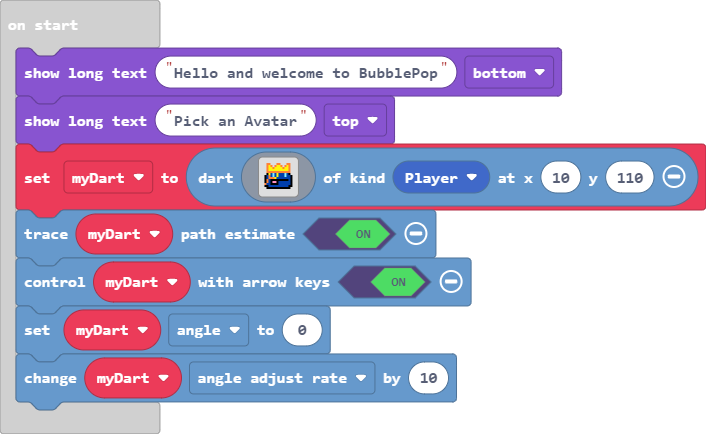 on start
show long text "Hello and welcome to BubblePop" bottom
show long text "Pick an Avatar" top
set myDart to dart of kind Player at x 10 y 110
trace myDart path estimate ON
control myDart with arrow keys ON
set myDart angle to 0
change myDart angle adjust rate by 10